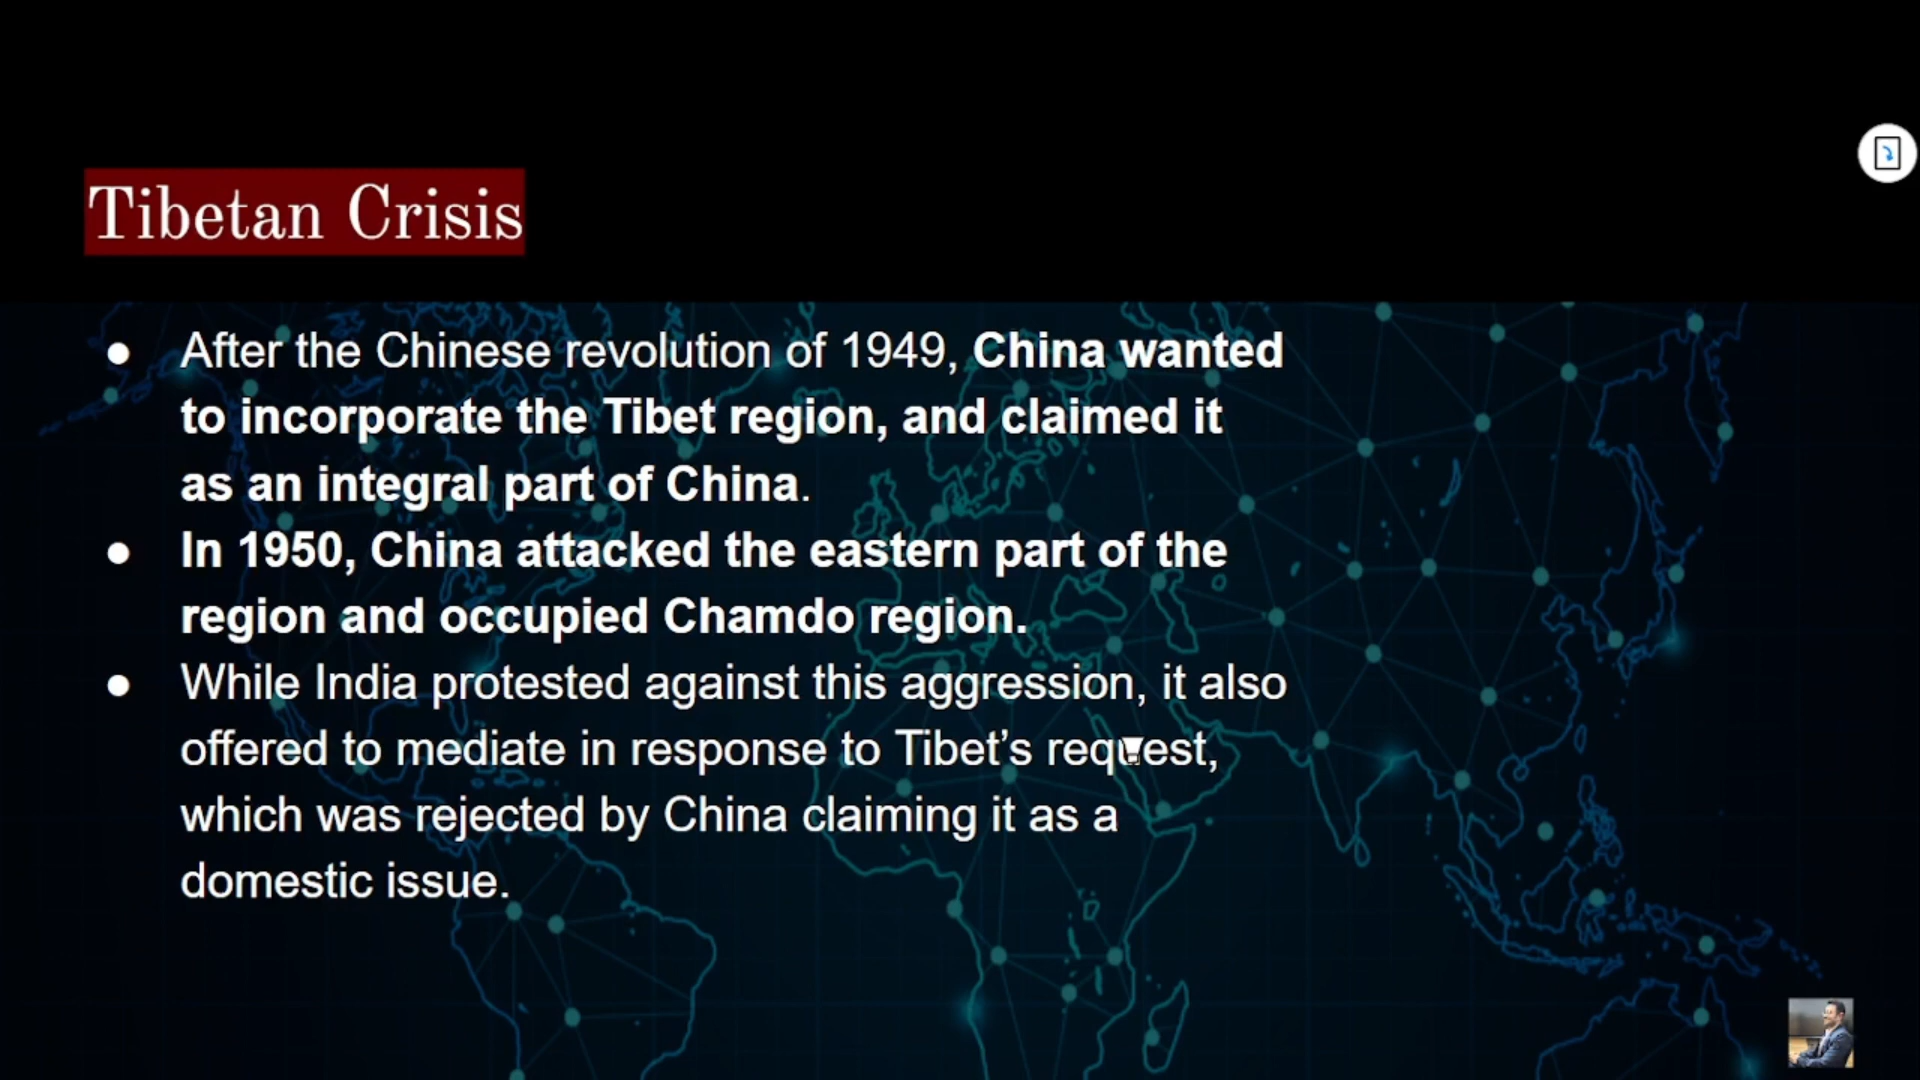 Tibetan Crisis
● After the Chinese revolution of 1949, China wanted
to incorporate the Tibet region, and claimed it
as an integral part of China.
● In 1950, China attacked the eastern part of the
region and occupied Chamdo region.
● While India protested against this aggression, it also
offered to mediate in response to Tibet’s request,
which was rejected by China claiming it as a
domestic issue.